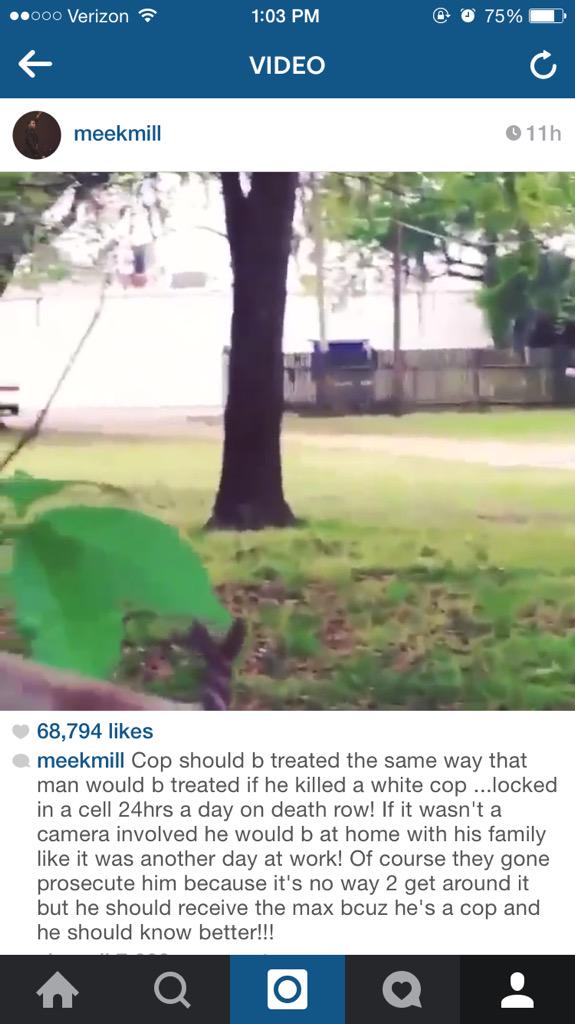 Verizon 1:03 PM 75%
VIDEO
meekmill 11h
68,794 likes
meekmill Cop should b treated the same way that
man would b treated if he killed a white cop ...locked
in a cell 24hrs a day on death row! If it wasn't a
camera involved he would b at home with his family
like it was another day at work! Of course they gone
prosecute him because it's no way 2 get around it
but he should receive the max bcuz he's a cop and
he should know better!!!